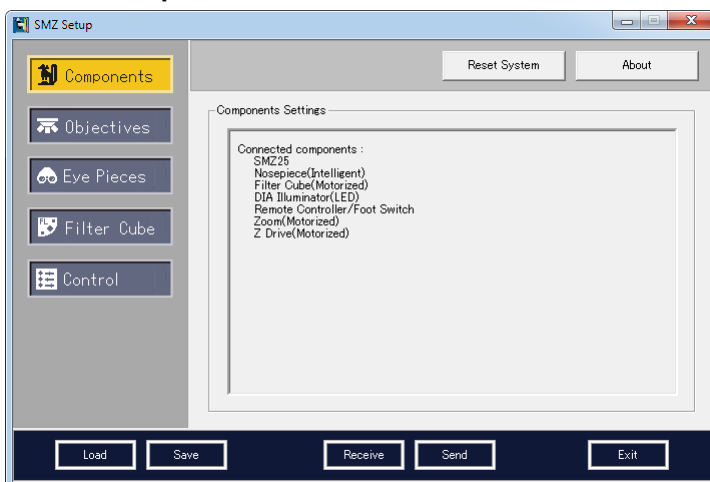 SMZ Setup
Components
Objectives
Eye Pieces
Filter Cube
Control
Reset System
About
Components Settings
Connected components :
SMZ25
Nosepiece(Intelligent)
Filter Cube(Motorized)
DIA Illuminator(LED)
Remote Controller/Foot Switch
Zoom(Motorized)
Z Drive(Motorized)
Load
Save
Receive
Send
Exit